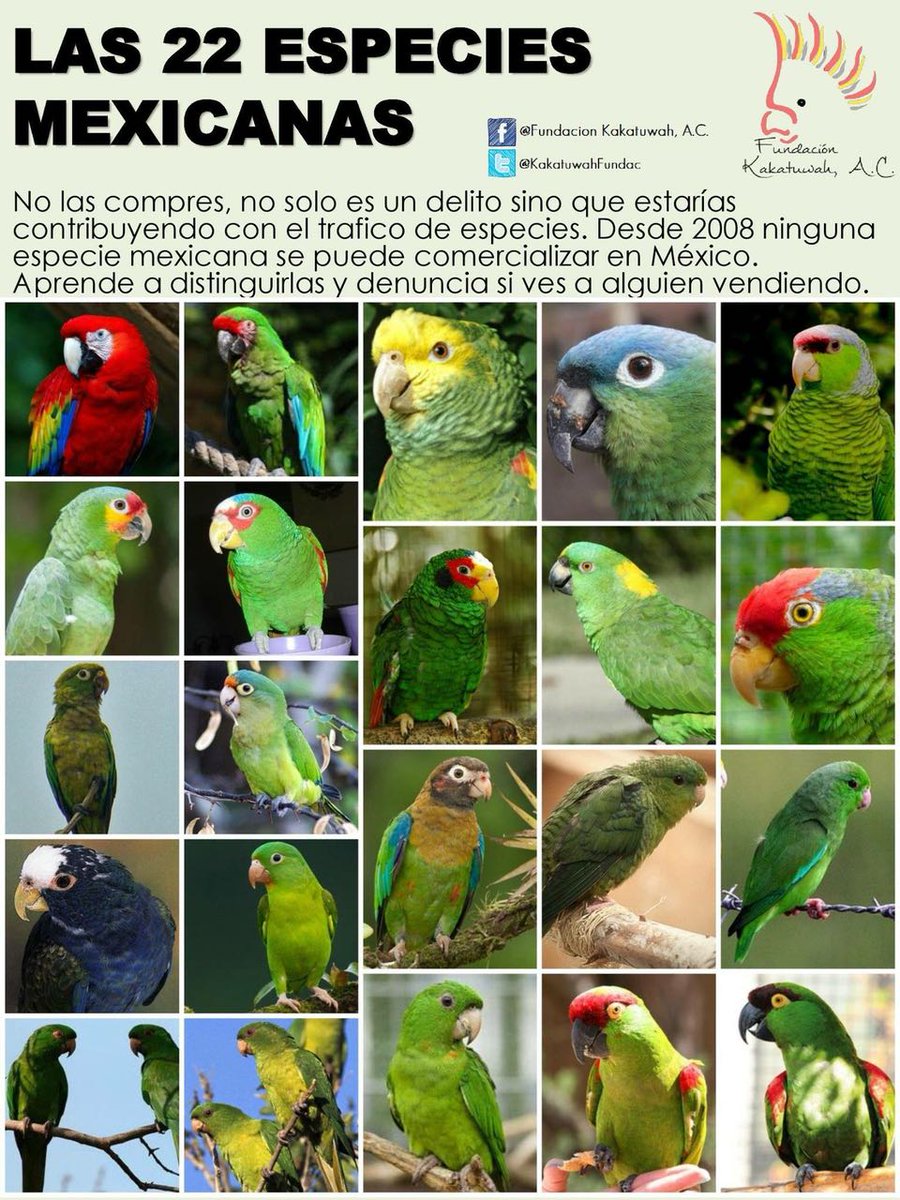 LAS 22 ESPECIES
MEXICANAS
@Fundacion Kakatuwah, A.C.
@KakatuwahFundac
Fundación
Kakatuwah, A.C.
No las compres, no solo es un delito sino que estarías
contribuyendo con el trafico de especies. Desde 2008 ninguna
especie mexicana se puede comercializar en México.
Aprende a distinguirlas y denuncia si ves a alguien vendiendo.